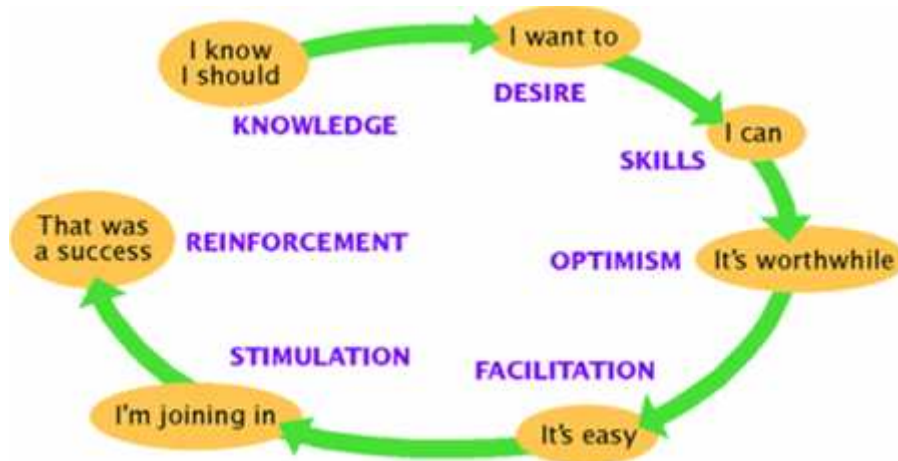 I know
I should
KNOWLEDGE
I want to
DESIRE
I can
SKILLS
It's worthwhile
OPTIMISM
It's easy
FACILITATION
I'm joining in
STIMULATION
That was
a success
REINFORCEMENT